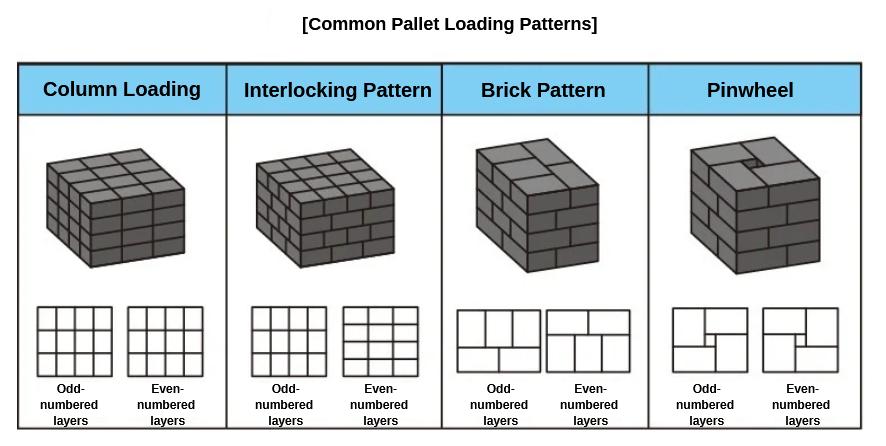 [Common Pallet Loading Patterns]
Column Loading
Interlocking Pattern
Brick Pattern
Pinwheel
Odd-
numbered
layers
Even-
numbered
layers
Odd-
numbered
layers
Even-
numbered
layers
Odd-
numbered
layers
Even-
numbered
layers
Odd-
numbered
layers
Even-
numbered
layers